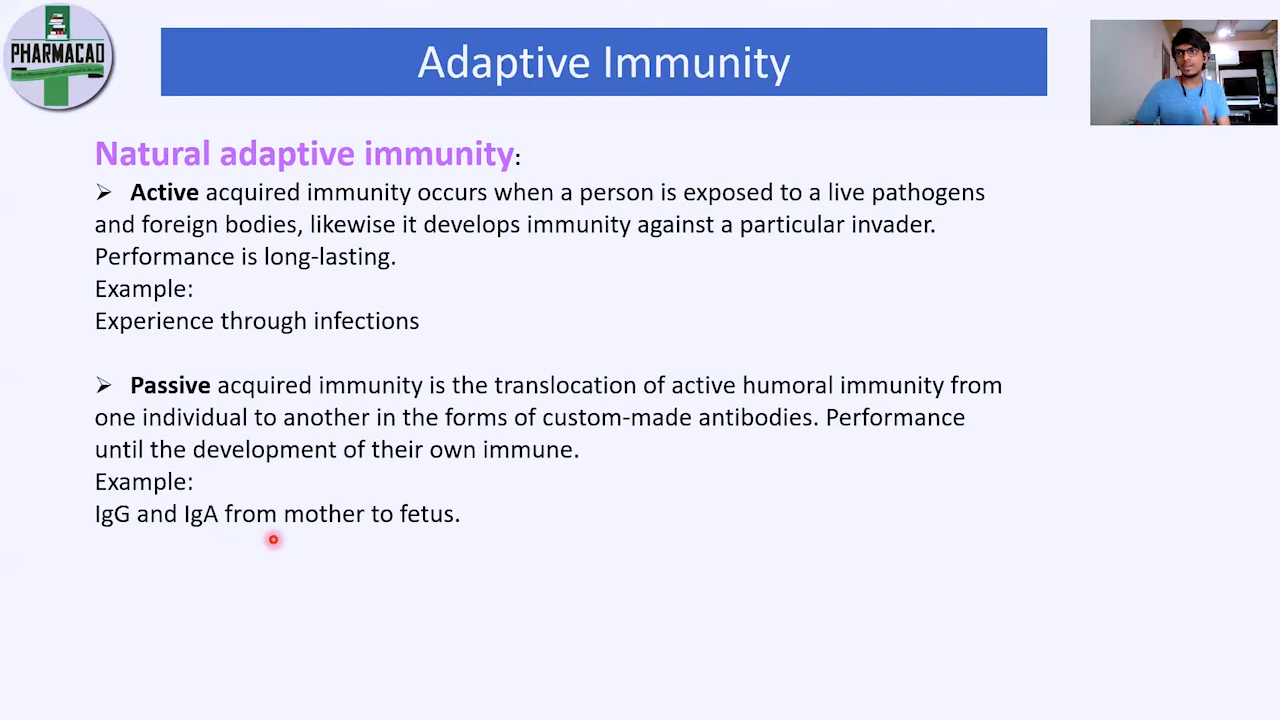 PHARMACAD
Adaptive Immunity
Natural adaptive immunity:
➢ Active acquired immunity occurs when a person is exposed to a live pathogens
and foreign bodies, likewise it develops immunity against a particular invader.
Performance is long-lasting.
Example:
Experience through infections
➢ Passive acquired immunity is the translocation of active humoral immunity from
one individual to another in the forms of custom-made antibodies. Performance
until the development of their own immune.
Example:
IgG and IgA from mother to fetus.